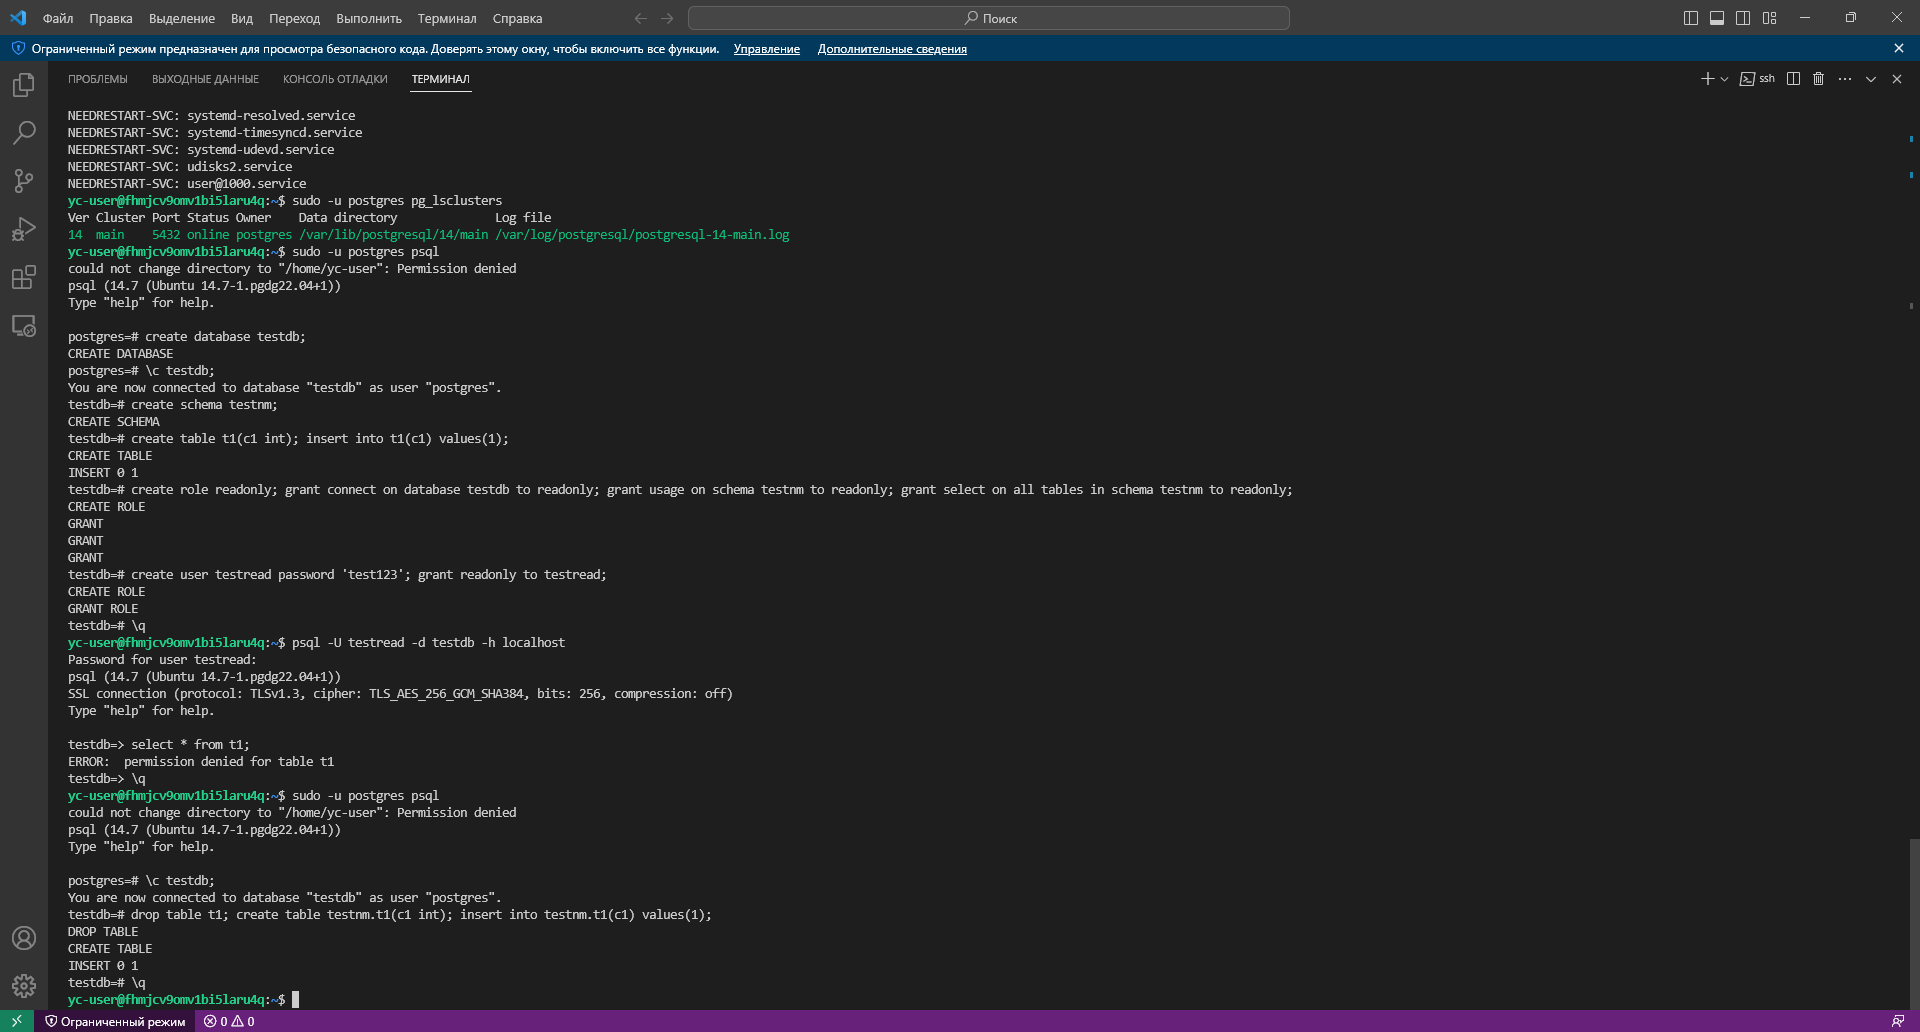 Файл Правка Выделение Вид Переход Выполнить Терминал Справка Поиск
Ограниченный режим предназначен для просмотра безопасного кода. Доверять этому окну, чтобы включить все функции. Управление Дополнительные сведения
ПРОБЛЕМЫ ВЫХОДНЫЕ ДАННЫЕ КОНСОЛЬ ОТЛАДКИ ТЕРМИНАЛ ssh
NEEDRESTART-SVC: systemd-resolved.service
NEEDRESTART-SVC: systemd-timesyncd.service
NEEDRESTART-SVC: systemd-udevd.service
NEEDRESTART-SVC: udisks2.service
NEEDRESTART-SVC: user@1000.service
yc-user@fhmjcv9omv1bi5laru4q:~$ sudo -u postgres pg_lsclusters
Ver Cluster Port Status Owner    Data directory              Log file
14  main    5432 online postgres /var/lib/postgresql/14/main /var/log/postgresql/postgresql-14-main.log
yc-user@fhmjcv9omv1bi5laru4q:~$ sudo -u postgres psql
could not change directory to "/home/yc-user": Permission denied
psql (14.7 (Ubuntu 14.7-1.pgdg22.04+1))
Type "help" for help.
postgres=# create database testdb;
CREATE DATABASE
postgres=# \c testdb;
You are now connected to database "testdb" as user "postgres".
testdb=# create schema testnm;
CREATE SCHEMA
testdb=# create table t1(c1 int); insert into t1(c1) values(1);
CREATE TABLE
INSERT 0 1
testdb=# create role readonly; grant connect on database testdb to readonly; grant usage on schema testnm to readonly; grant select on all tables in schema testnm to readonly;
CREATE ROLE
GRANT
GRANT
GRANT
testdb=# create user testread password 'test123'; grant readonly to testread;
CREATE ROLE
GRANT ROLE
testdb=# \q
yc-user@fhmjcv9omv1bi5laru4q:~$ psql -U testread -d testdb -h localhost
Password for user testread:
psql (14.7 (Ubuntu 14.7-1.pgdg22.04+1))
SSL connection (protocol: TLSv1.3, cipher: TLS_AES_256_GCM_SHA384, bits: 256, compression: off)
Type "help" for help.
testdb=> select * from t1;
ERROR:  permission denied for table t1
testdb=> \q
yc-user@fhmjcv9omv1bi5laru4q:~$ sudo -u postgres psql
could not change directory to "/home/yc-user": Permission denied
psql (14.7 (Ubuntu 14.7-1.pgdg22.04+1))
Type "help" for help.
postgres=# \c testdb;
You are now connected to database "testdb" as user "postgres".
testdb=# drop table t1; create table testnm.t1(c1 int); insert into testnm.t1(c1) values(1);
DROP TABLE
CREATE TABLE
INSERT 0 1
testdb=# \q
yc-user@fhmjcv9omv1bi5laru4q:~$
Ограниченный режим 0 0